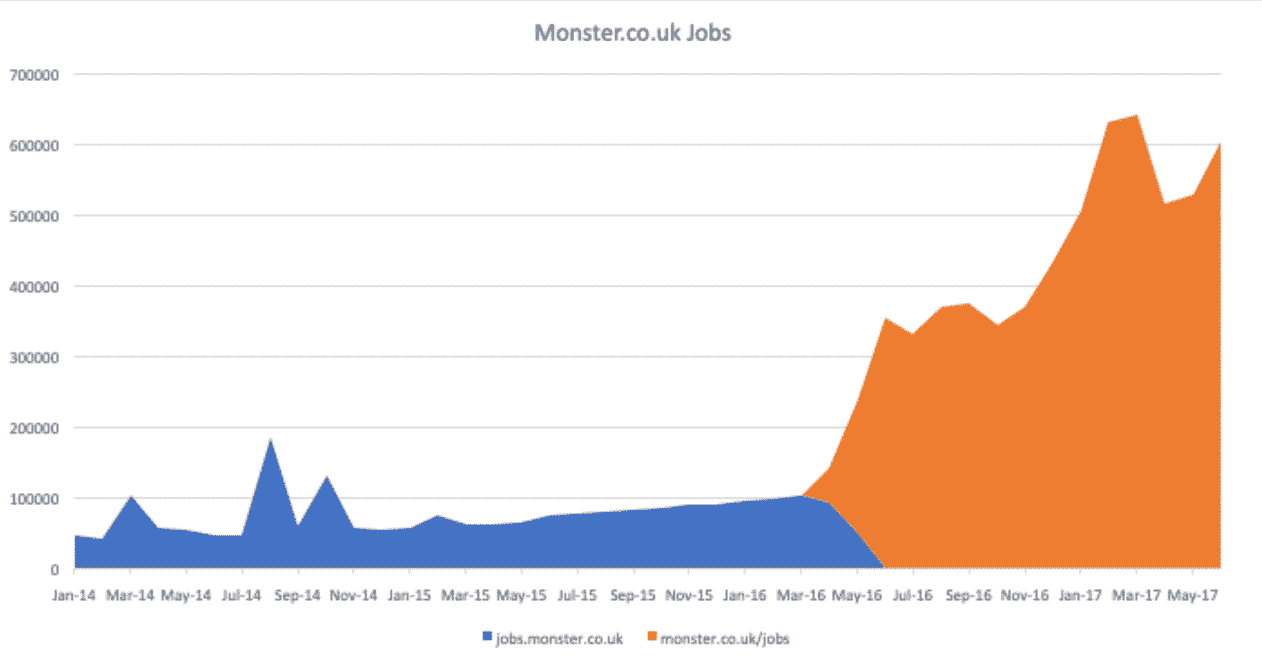 Monster.co.uk Jobs
700000
600000
500000
400000
300000
200000
100000
0
Jan-14 Mar-14 May-14 Jul-14 Sep-14 Nov-14 Jan-15 Mar-15 May-15 Jul-15 Sep-15 Nov-15 Jan-16 Mar-16 May-16 Jul-16 Sep-16 Nov-16 Jan-17 Mar-17 May-17
jobs.monster.co.uk monster.co.uk/jobs